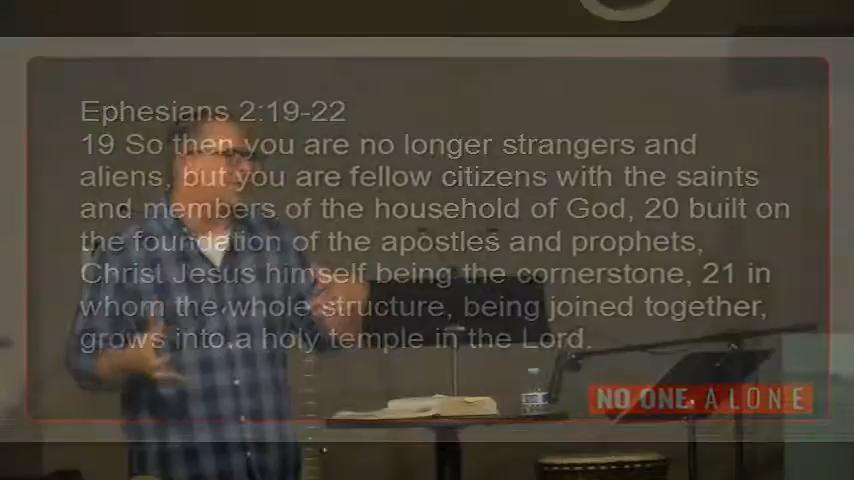 Ephesians 2:19-22
19 So then you are no longer strangers and
aliens, but you are fellow citizens with the saints
and members of the household of God, 20 built on
the foundation of the apostles and prophets,
Christ Jesus himself being the cornerstone, 21 in
whom the whole structure, being joined together,
grows into a holy temple in the Lord.
NO ONE ALONE